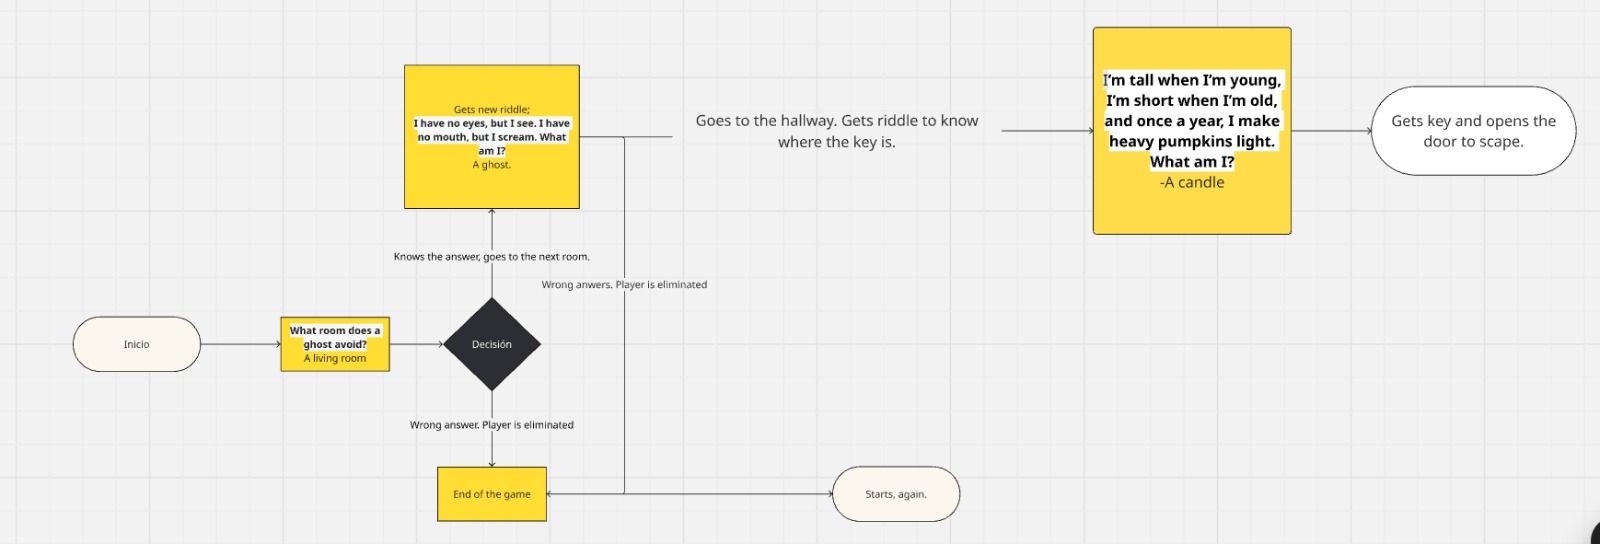 I’m tall when I’m young,
I’m short when I’m old,
and once a year, I make
heavy pumpkins light.
What am I?
-A candle
Gets new riddle;
I have no eyes, but I see. I have
no mouth, but I scream. What
am I?
A ghost.
Goes to the hallway. Gets riddle to know
where the key is.
Gets key and opens the
door to scape.
Knows the answer, goes to the next room.
Wrong anwers. Player is eliminated
Inicio
What room does a
ghost avoid?
A living room
Decisión
Wrong answer. Player is eliminated
End of the game
Starts, again.